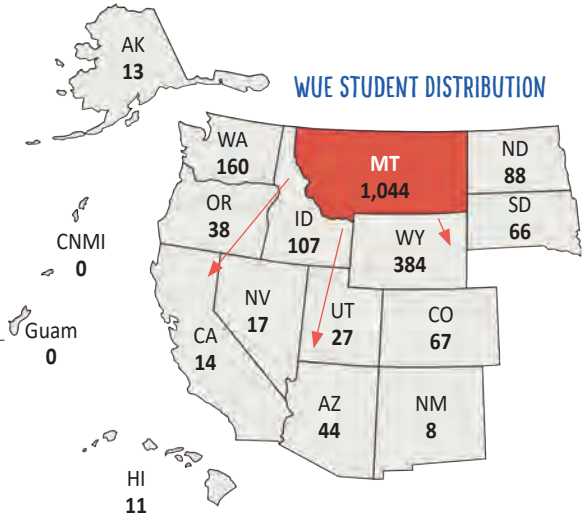 AK
13
WUE STUDENT DISTRIBUTION
WA
160
MT
1,044
ND
88
OR
38
ID
107
WY
384
SD
66
CNMI
0
NV
17
UT
27
CO
67
Guam
0
CA
14
AZ
44
NM
8
HI
11